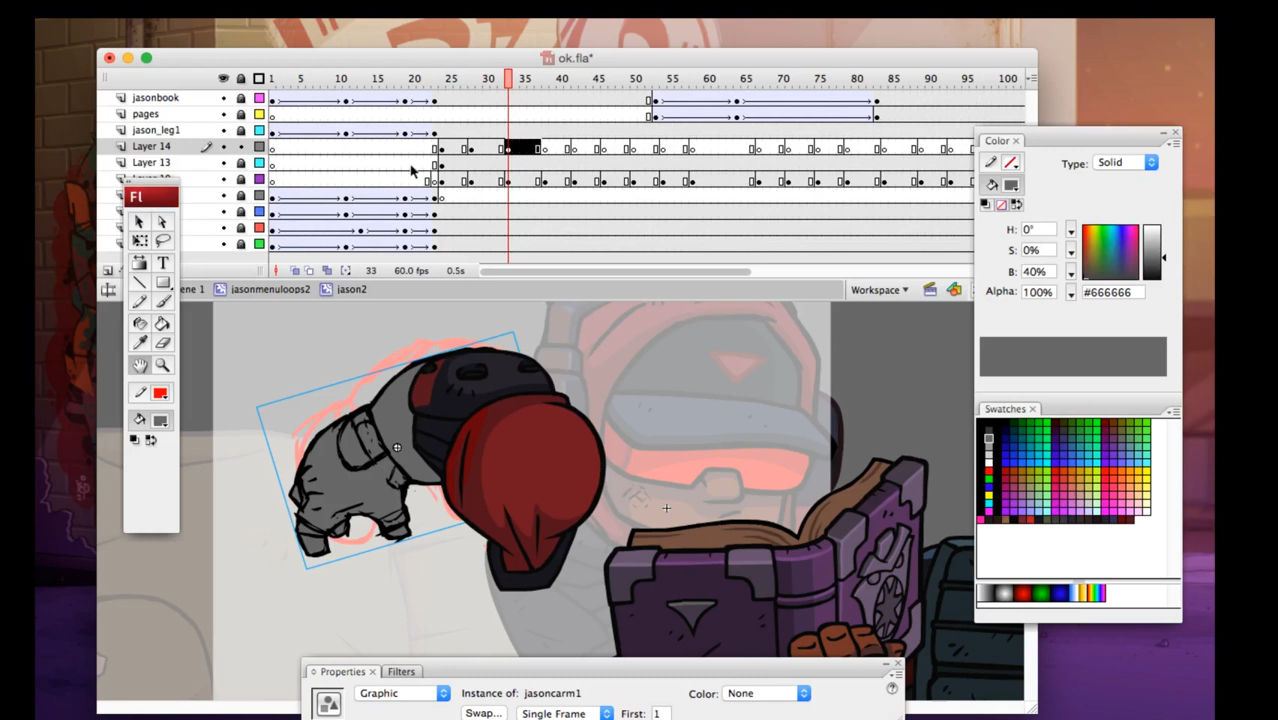 ok.fla*
1 5 10 15 20 25 30 35 40 45 50 55 60 65 70 75 80 85 90 95 100
jasonbook
pages
jason_leg1
Layer 14
Layer 13
Fl
33 60.0 fps 0.5s
ene 1 jasonmenuloops2 jason2 Workspace
Color
Type: Solid
H: 0°
S: 0%
B: 40%
Alpha: 100% #666666
Swatches
Properties Filters
Graphic Instance of: jasoncarm1 Color: None
Swap... Single Frame First: 1